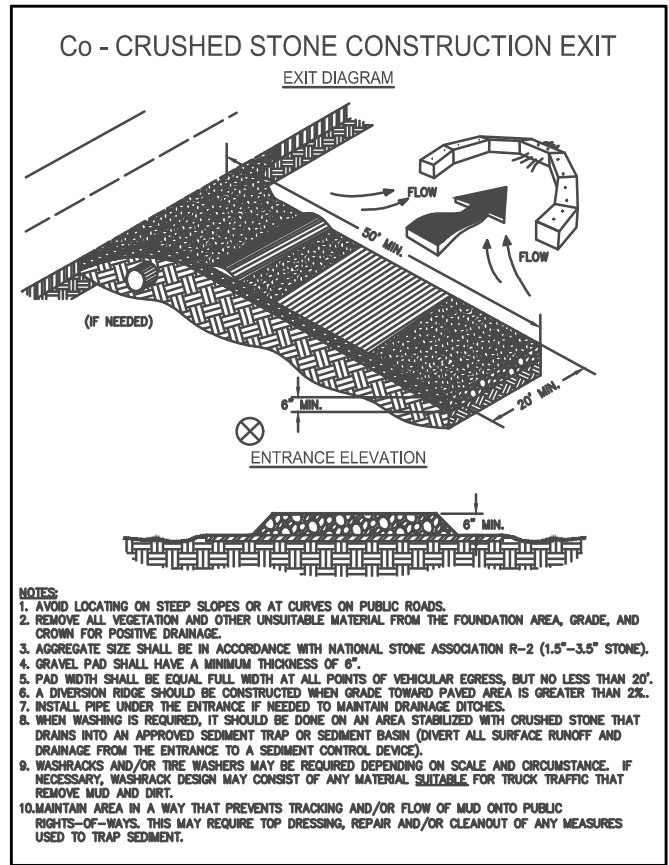 Co - CRUSHED STONE CONSTRUCTION EXIT
EXIT DIAGRAM
FLOW
50' MIN.
FLOW
(IF NEEDED)
20' MIN.
6" MIN.
ENTRANCE ELEVATION
6" MIN.
NOTES:
1. AVOID LOCATING ON STEEP SLOPES OR AT CURVES ON PUBLIC ROADS.
2. REMOVE ALL VEGETATION AND OTHER UNSUITABLE MATERIAL FROM THE FOUNDATION AREA, GRADE, AND
CROWN FOR POSITIVE DRAINAGE.
3. AGGREGATE SIZE SHALL BE IN ACCORDANCE WITH NATIONAL STONE ASSOCIATION R-2 (1.5"-3.5" STONE).
4. GRAVEL PAD SHALL HAVE A MINIMUM THICKNESS OF 6".
5. PAD WIDTH SHALL BE EQUAL FULL WIDTH AT ALL POINTS OF VEHICULAR EGRESS, BUT NO LESS THAN 20'.
6. A DIVERSION RIDGE SHOULD BE CONSTRUCTED WHEN GRADE TOWARD PAVED AREA IS GREATER THAN 2%.
7. INSTALL PIPE UNDER THE ENTRANCE IF NEEDED TO MAINTAIN DRAINAGE DITCHES.
8. WHEN WASHING IS REQUIRED, IT SHOULD BE DONE ON AN AREA STABILIZED WITH CRUSHED STONE THAT
DRAINS INTO AN APPROVED SEDIMENT TRAP OR SEDIMENT BASIN (DIVERT ALL SURFACE RUNOFF AND
DRAINAGE FROM THE ENTRANCE TO A SEDIMENT CONTROL DEVICE).
9. WASHRACKS AND/OR TIRE WASHERS MAY BE REQUIRED DEPENDING ON SCALE AND CIRCUMSTANCE. IF
NECESSARY, WASHRACK DESIGN MAY CONSIST OF ANY MATERIAL SUITABLE FOR TRUCK TRAFFIC THAT
REMOVE MUD AND DIRT.
10.MAINTAIN AREA IN A WAY THAT PREVENTS TRACKING AND/OR FLOW OF MUD ONTO PUBLIC
RIGHTS-OF-WAYS. THIS MAY REQUIRE TOP DRESSING, REPAIR AND/OR CLEANOUT OF ANY MEASURES
USED TO TRAP SEDIMENT.